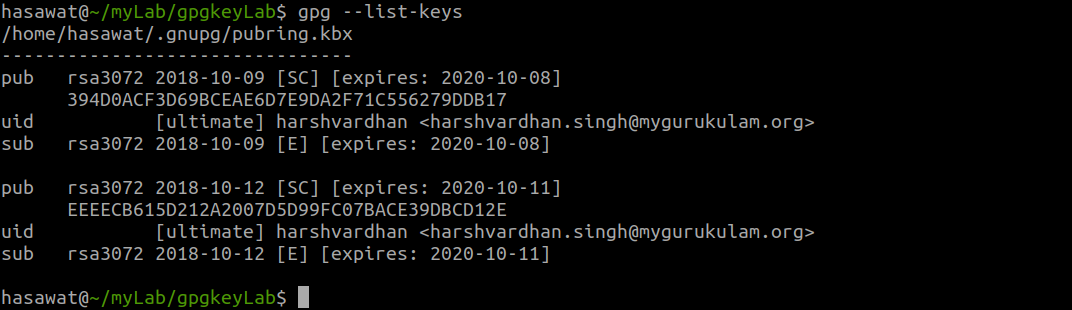 hasawat@~/myLab/gpgkeyLab$ gpg --list-keys
/home/hasawat/.gnupg/pubring.kbx
--------------------------------
pub   rsa3072 2018-10-09 [SC] [expires: 2020-10-08]
      394D0ACF3D69BCEAE6D7E9DA2F71C556279DDB17
uid           [ultimate] harshvardhan <harshvardhan.singh@mygurukulam.org>
sub   rsa3072 2018-10-09 [E] [expires: 2020-10-08]

pub   rsa3072 2018-10-12 [SC] [expires: 2020-10-11]
      EEEECB615D212A2007D5D99FC07BACE39DBCD12E
uid           [ultimate] harshvardhan <harshvardhan.singh@mygurukulam.org>
sub   rsa3072 2018-10-12 [E] [expires: 2020-10-11]

hasawat@~/myLab/gpgkeyLab$